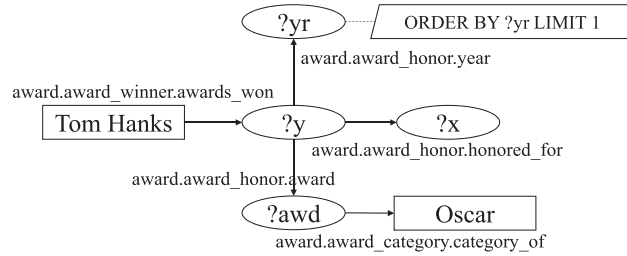 ?yr
ORDER BY ?yr LIMIT 1
award.award_honor.year
award.award_winner.awards_won
Tom Hanks
?y
?x
award.award_honor.honored_for
award.award_honor.award
?awd
Oscar
award.award_category.category_of